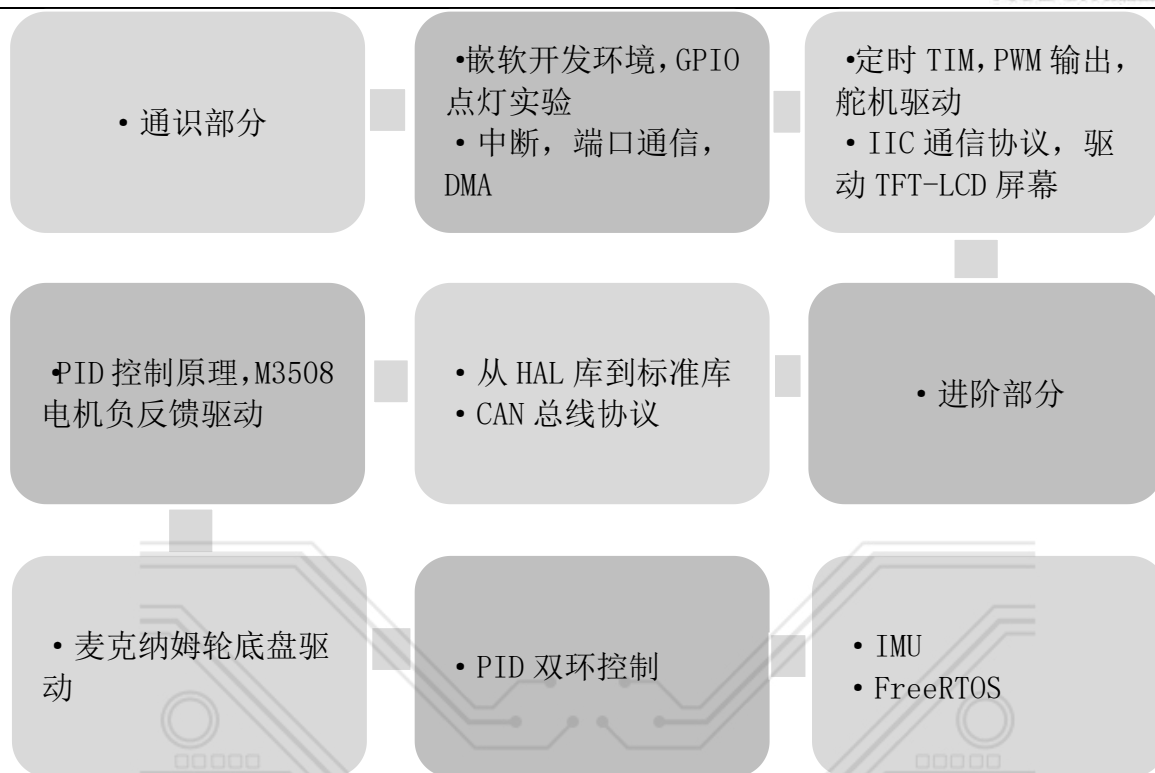 •通识部分
•嵌软开发环境,GPIO
点灯实验
•中断，端口通信，
DMA
•定时 TIM,PWM 输出，
舵机驱动
•IIC 通信协议，驱
动 TFT-LCD 屏幕
•PID 控制原理,M3508
电机负反馈驱动
•从 HAL 库到标准库
•CAN 总线协议
•进阶部分
•麦克纳姆轮底盘驱
动
•PID 双环控制
•IMU
•FreeRTOS